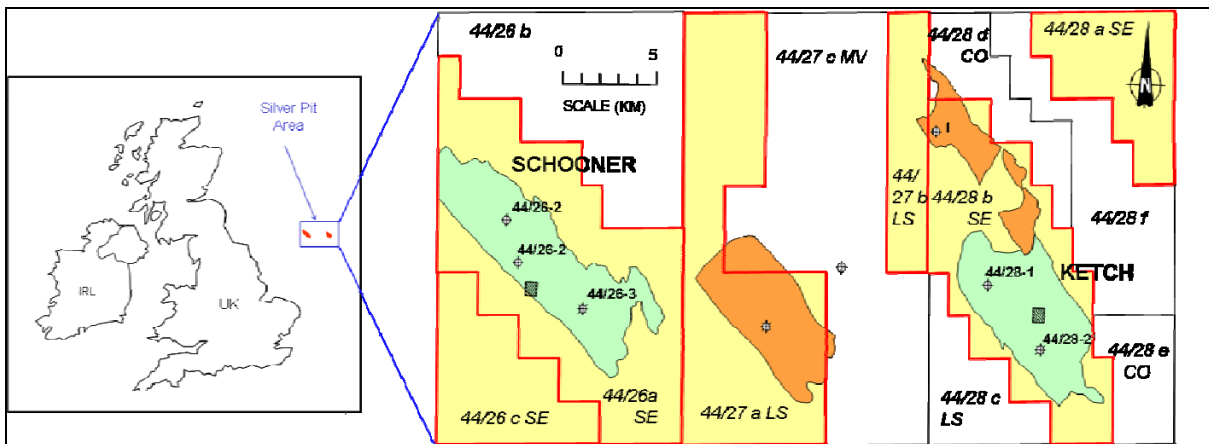 Silver Pit
Area
IRL
UK
44/26 b
0 5
SCALE (KM)
SCHOONER
44/26-2
44/26-2
44/26-3
44/26 c SE
44/26a
SE
44/27 c MV
44/27 a LS
44/
27 b
LS
44/28 d
CO
44/28 a SE
N
1
44/28 b
SE
44/28 f
KETCH
44/28-1
44/28-2
44/28 e
CO
44/28 c
LS